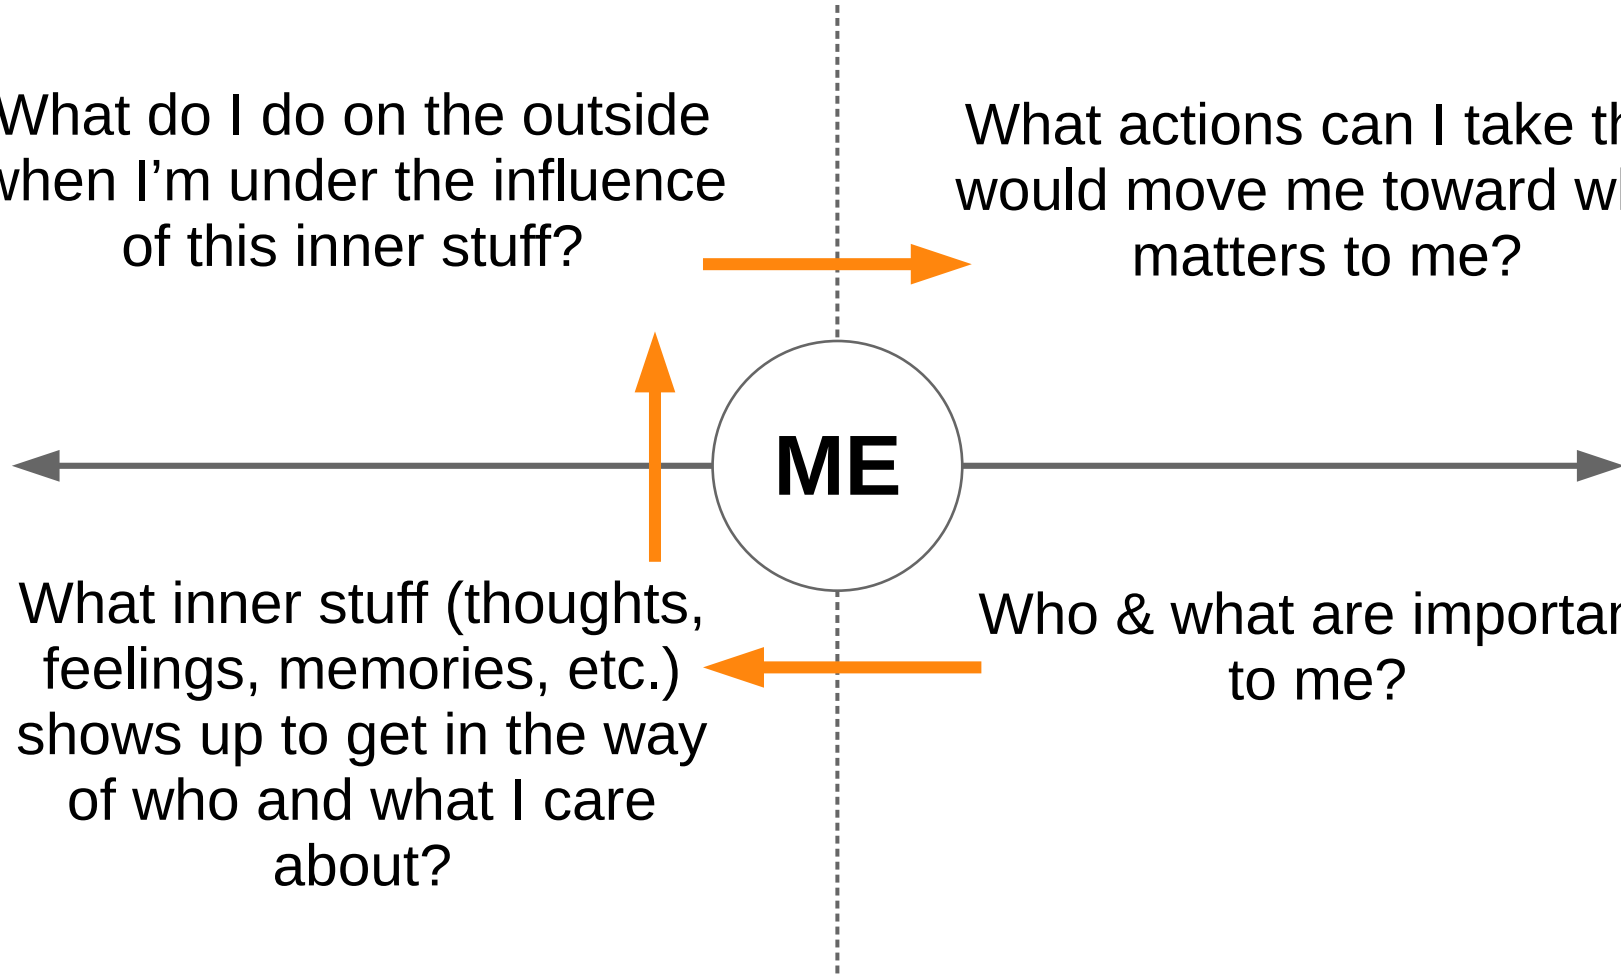 What do I do on the outside
when I’m under the influence
of this inner stuff?
What actions can I take
would move me toward
matters to me?
ME
What inner stuff (thoughts,
feelings, memories, etc.)
shows up to get in the way
of who and what I care
about?
Who & what are important
to me?